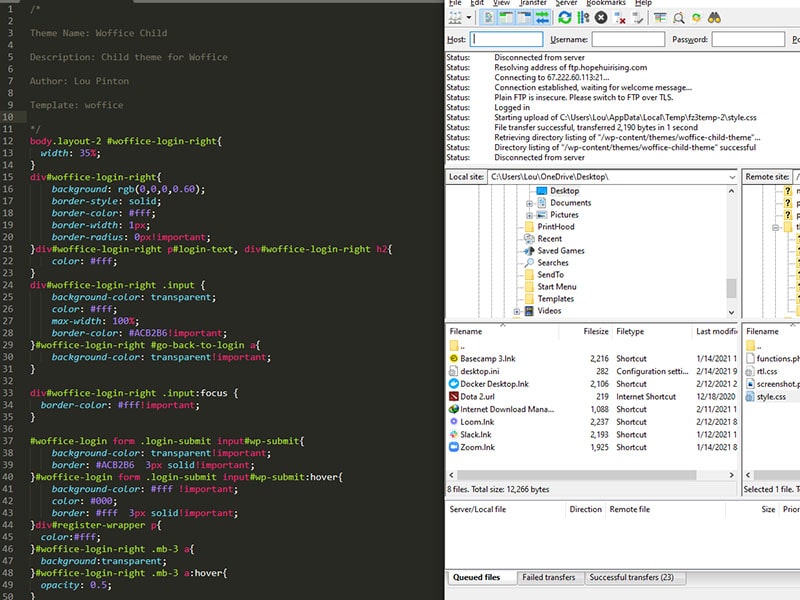 1 /*
2
3 Theme Name: Woffice Child
4
5 Description: Child theme for Woffice
6
7 Author: Lou Pinton
8
9 Template: woffice
10
11 */
12 body.layout-2 #woffice-login-right{
13 width: 35%;
14 }
15 div#woffice-login-right{
16 background: rgb(0,0,0,0.60);
17 border-style: solid;
18 border-color: #fff;
19 border-width: 1px;
20 border-radius: 0px!important;
21 }div#woffice-login-right p#login-text, div#woffice-login-right h2{
22 color: #fff;
23 }
24 div#woffice-login-right .input {
25 background-color: transparent;
26 color: #fff;
27 max-width: 100%;
28 border-color: #ACB2B6!important;
29 }#woffice-login-right #go-back-to-login a{
30 background-color: transparent!important;
31 }
32
33 div#woffice-login-right .input:focus {
34 border-color: #fff!important;
35 }
36
37 #woffice-login form .login-submit input#wp-submit{
38 background-color: transparent!important;
39 border: #ACB2B6 3px solid!important;
40 }#woffice-login form .login-submit input#wp-submit:hover{
41 background-color: #fff !important;
42 color: #000;
43 border: #fff 3px solid!important;
44 }div#register-wrapper p{
45 color:#fff;
46 }#woffice-login-right .mb-3 a{
47 background:transparent;
48 }#woffice-login-right .mb-3 a:hover{
49 opacity: 0.5;
50 }
File Edit View Transfer Server Bookmarks Help
Host: Username: Password:
Status: Disconnected from server
Status: Resolving address of ftp.hopehuirising.com
Status: Connecting to 67.222.60.113:21...
Status: Connection established, waiting for welcome message...
Status: Plain FTP is insecure. Please switch to FTP over TLS.
Status: Logged in
Status: Starting upload of C:\Users\Lou\AppData\Local\Temp\fz3temp-2\style.css
Status: File transfer successful, transferred 2,190 bytes in 1 second
Status: Retrieving directory listing of "/wp-content/themes/woffice-child-theme"...
Status: Directory listing of "/wp-content/themes/woffice-child-theme" successful
Status: Disconnected from server
Local site: C:\Users\Lou\OneDrive\Desktop\
Desktop
Documents
Pictures
PrintHood
Recent
Saved Games
Searches
SendTo
Start Menu
Templates
Videos
Filename Filesize Filetype Last modifi
..
Basecamp 3.lnk 2,216 Shortcut 1/14/2021 1
desktop.ini 282 Configuration setti... 2/14/2021 9
Docker Desktop.lnk 2,106 Shortcut 2/12/2021 2
Dota 2.url 219 Internet Shortcut 12/18/2020
Internet Download Mana... 1,088 Shortcut 2/11/2021 1
Loom.lnk 2,237 Shortcut 2/12/2021 8
Slack.lnk 2,193 Shortcut 1/12/2021 1
Zoom.lnk 1,925 Shortcut 1/14/2021 1
8 files. Total size: 12,266 bytes
Remote site: /
Filename
..
functions.ph
rtl.css
screenshot.p
style.css
Selected 1 file. T
Server/Local file Direction Remote file Size Prior
Queued files Failed transfers Successful transfers (23)